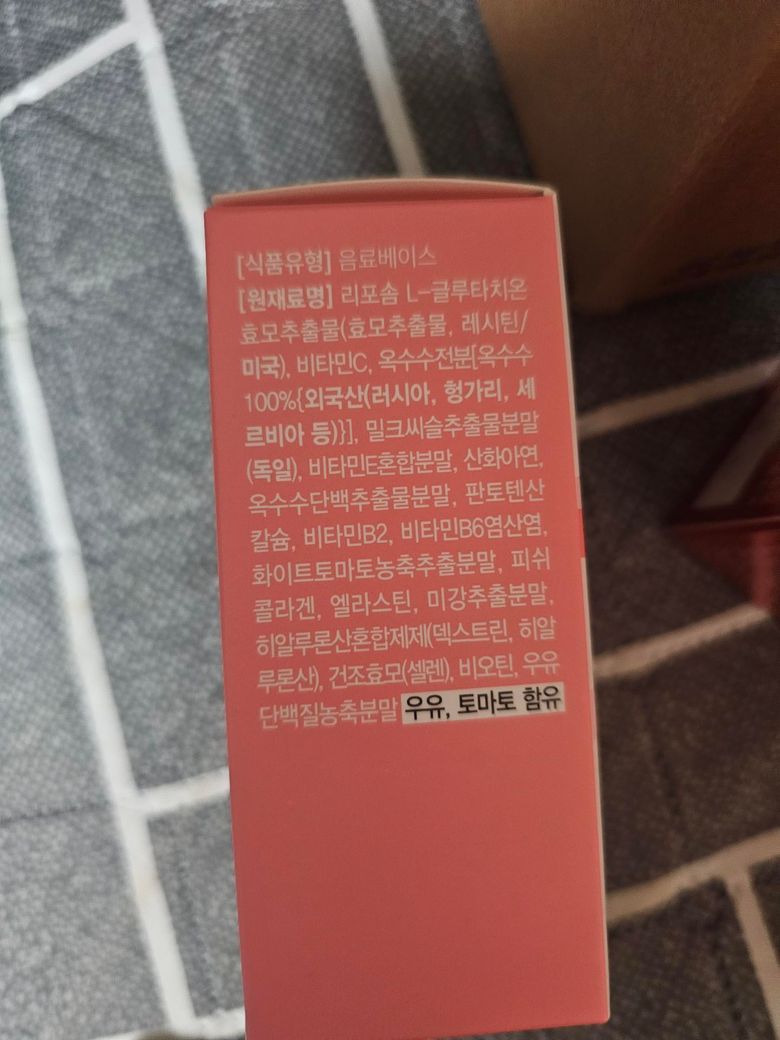 [식품유형] 음료베이스
[원재료명] 리포솜 L-글루타치온
효모추출물(효모추출물, 레시틴/
미국), 비타민C, 옥수수전분[옥수수
100%{외국산(러시아, 헝가리, 세
르비아 등)}], 밀크씨슬추출물분말
(독일), 비타민E혼합분말, 산화아연,
옥수수단백추출물분말, 판토텐산
칼슘, 비타민B2, 비타민B6염산염,
화이트토마토농축추출분말, 피쉬
콜라겐, 엘라스틴, 미강추출분말,
히알루론산혼합제제(덱스트린, 히알
루론산), 건조효모(셀렌), 비오틴, 우유
단백질농축분말 우유, 토마토 함유